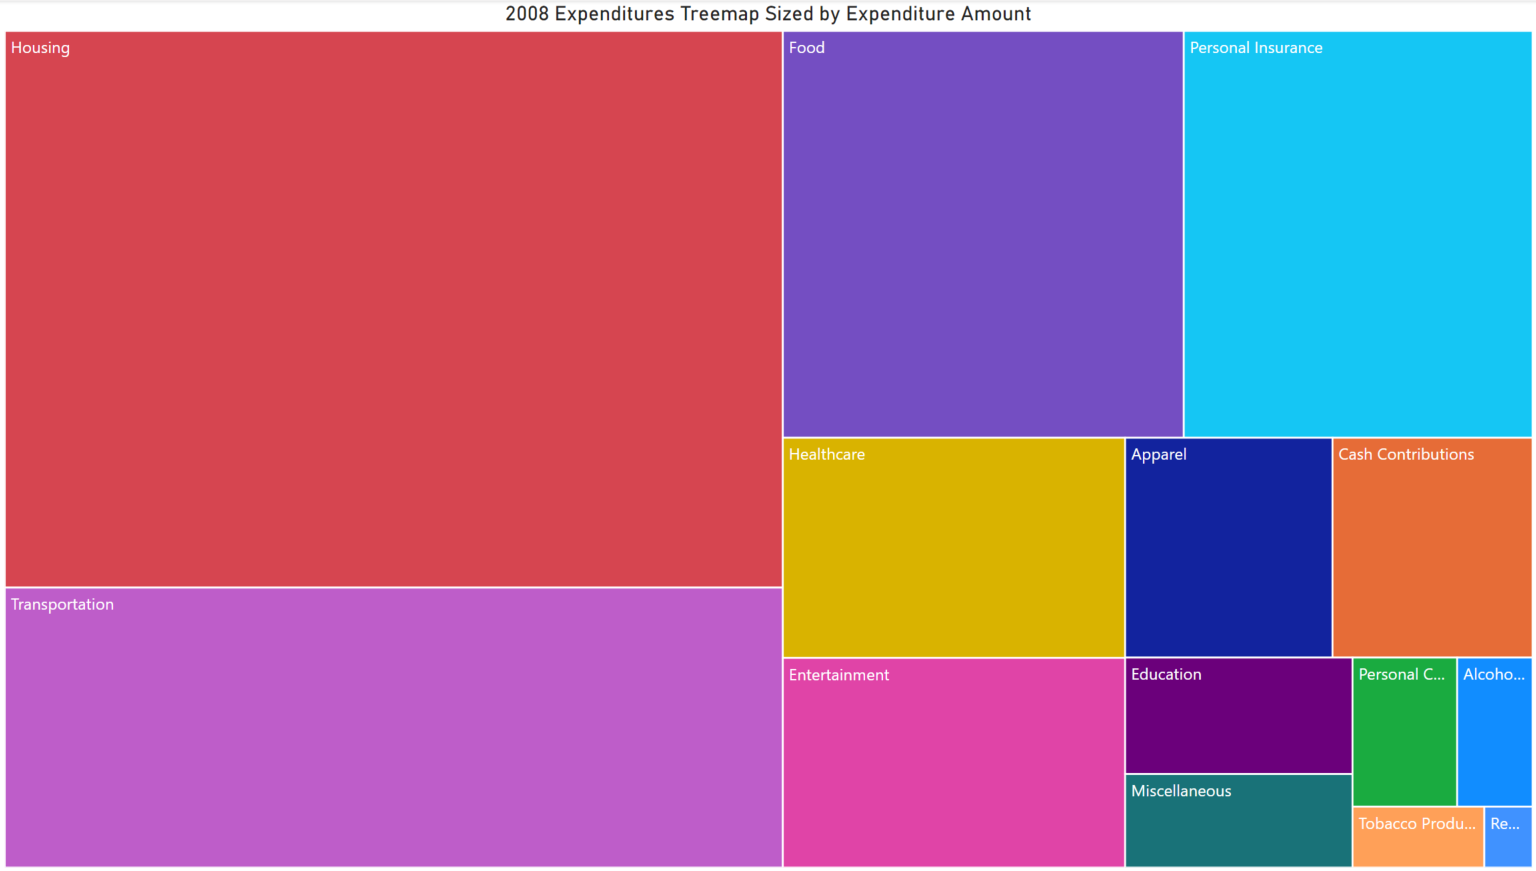 2008 Expenditures Treemap Sized by Expenditure Amount
Housing
Food
Personal Insurance
Healthcare
Apparel
Cash Contributions
Transportation
Entertainment
Education
Personal C...
Alcoho...
Miscellaneous
Tobacco Produ...
Re...